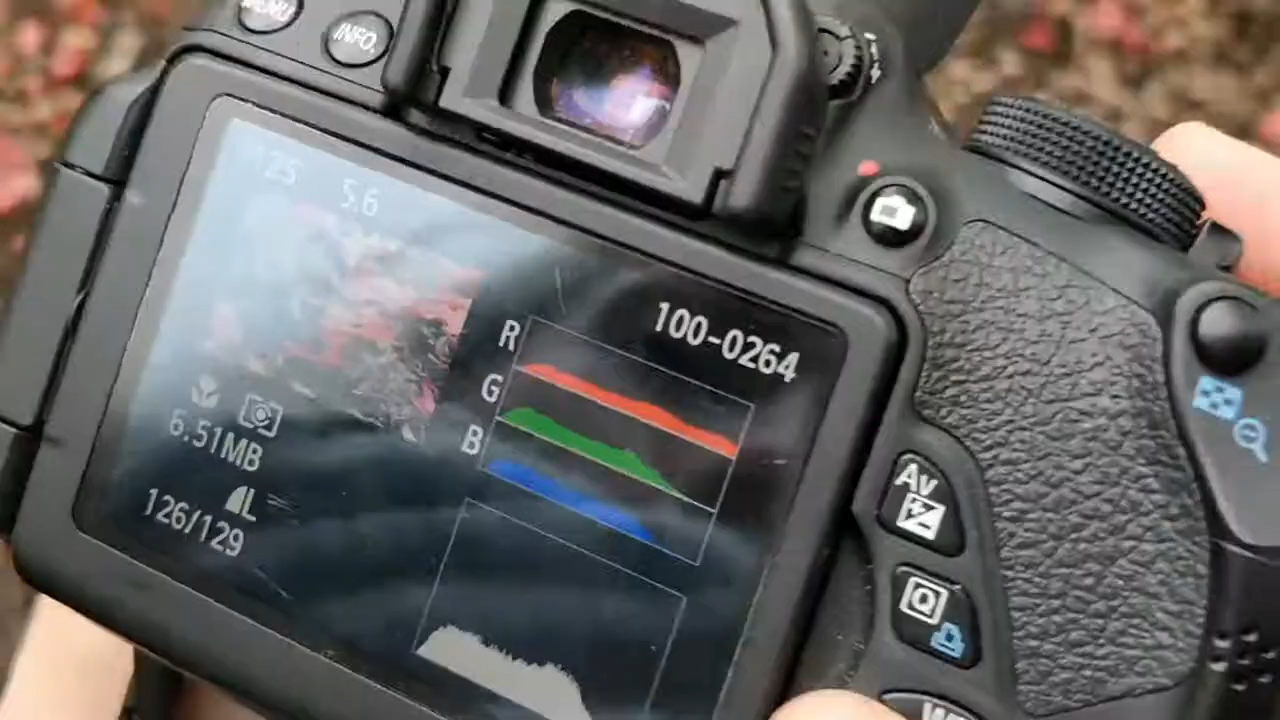 MENU
INFO.
125 5.6
100-0264
R
G
B
6.51MB
L
126/129
Av
Q